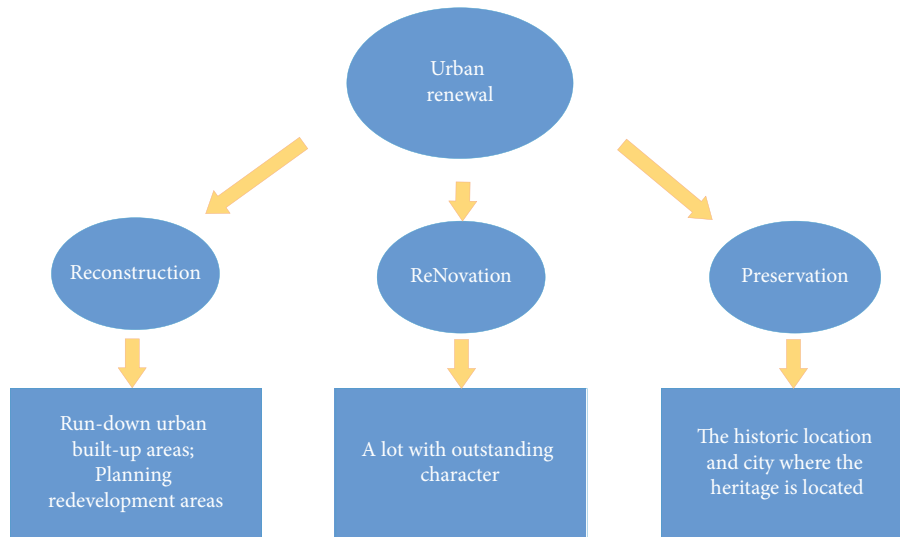 Urban
renewal
Reconstruction
ReNovation
Preservation
Run-down urban
built-up areas;
Planning
redevelopment areas
A lot with outstanding
character
The historic location
and city where the
heritage is located